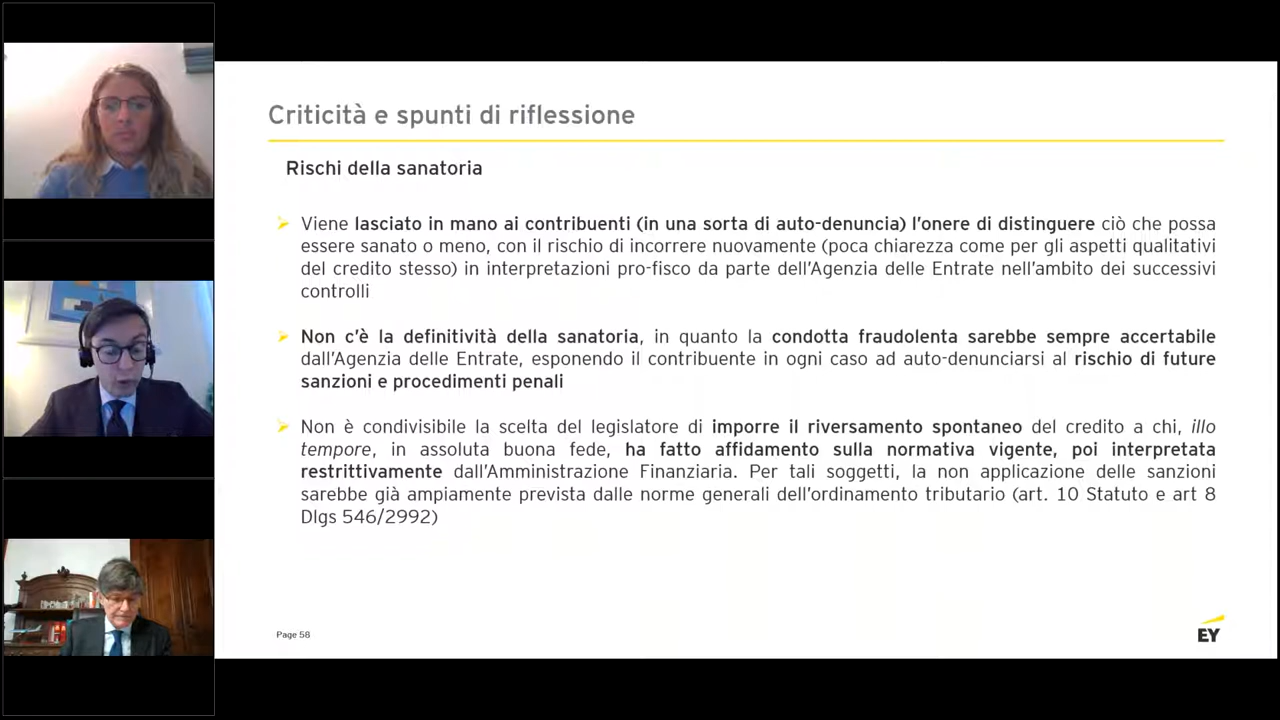 Criticità e spunti di riflessione
Rischi della sanatoria
Viene lasciato in mano ai contribuenti (in una sorta di auto-denuncia) l’onere di distinguere ciò che possa
essere sanato o meno, con il rischio di incorrere nuovamente (poca chiarezza come per gli aspetti qualitativi
del credito stesso) in interpretazioni pro-fisco da parte dell’Agenzia delle Entrate nell’ambito dei successivi
controlli
Non c’è la definitività della sanatoria, in quanto la condotta fraudolenta sarebbe sempre accertabile
dall’Agenzia delle Entrate, esponendo il contribuente in ogni caso ad auto-denunciarsi al rischio di future
sanzioni e procedimenti penali
Non è condivisibile la scelta del legislatore di imporre il riversamento spontaneo del credito a chi, illo
tempore, in assoluta buona fede, ha fatto affidamento sulla normativa vigente, poi interpretata
restrittivamente dall’Amministrazione Finanziaria. Per tali soggetti, la non applicazione delle sanzioni
sarebbe già ampiamente prevista dalle norme generali dell’ordinamento tributario (art. 10 Statuto e art 8
Dlgs 546/2992)
Page 58
EY